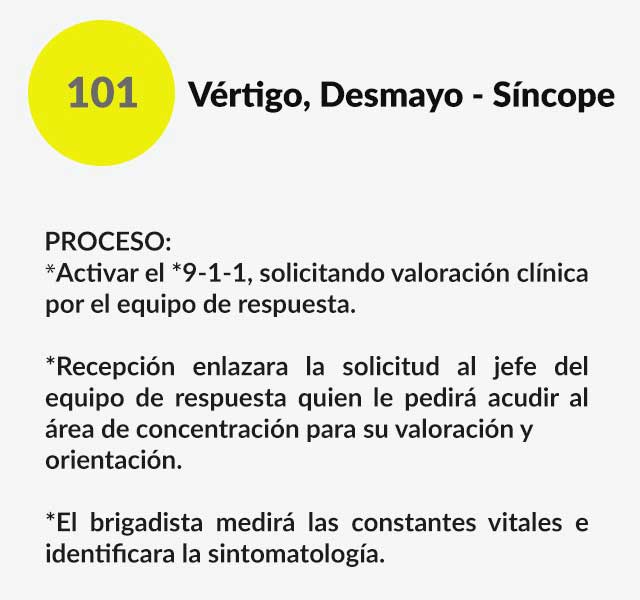 101
Vértigo, Desmayo - Síncope
PROCESO:
*Activar el *9-1-1, solicitando valoración clínica
por el equipo de respuesta.
*Recepción enlazara la solicitud al jefe del
equipo de respuesta quien le pedirá acudir al
área de concentración para su valoración y
orientación.
*El brigadista medirá las constantes vitales e
identificara la sintomatología.